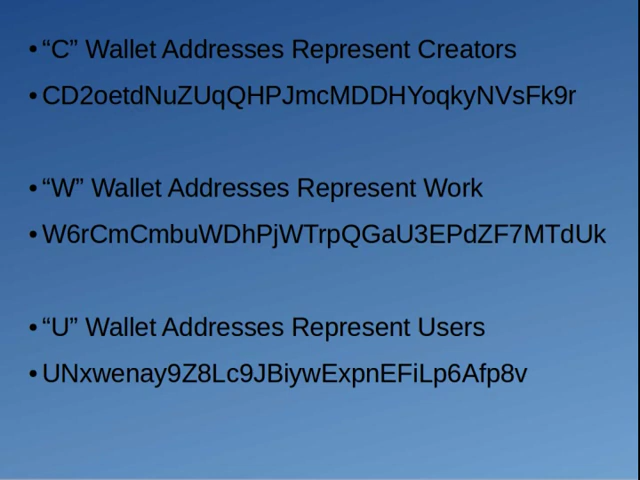 • “C” Wallet Addresses Represent Creators
• CD2oetdNuZUqQHPJmcMDDHYoqkyNVsFk9r
• “W” Wallet Addresses Represent Work
• W6rCmCmbuWDhPjWTrpQGaU3EPdZF7MTdUk
• “U” Wallet Addresses Represent Users
• UNxwenay9Z8Lc9JBiywExpnEFiLp6Afp8v